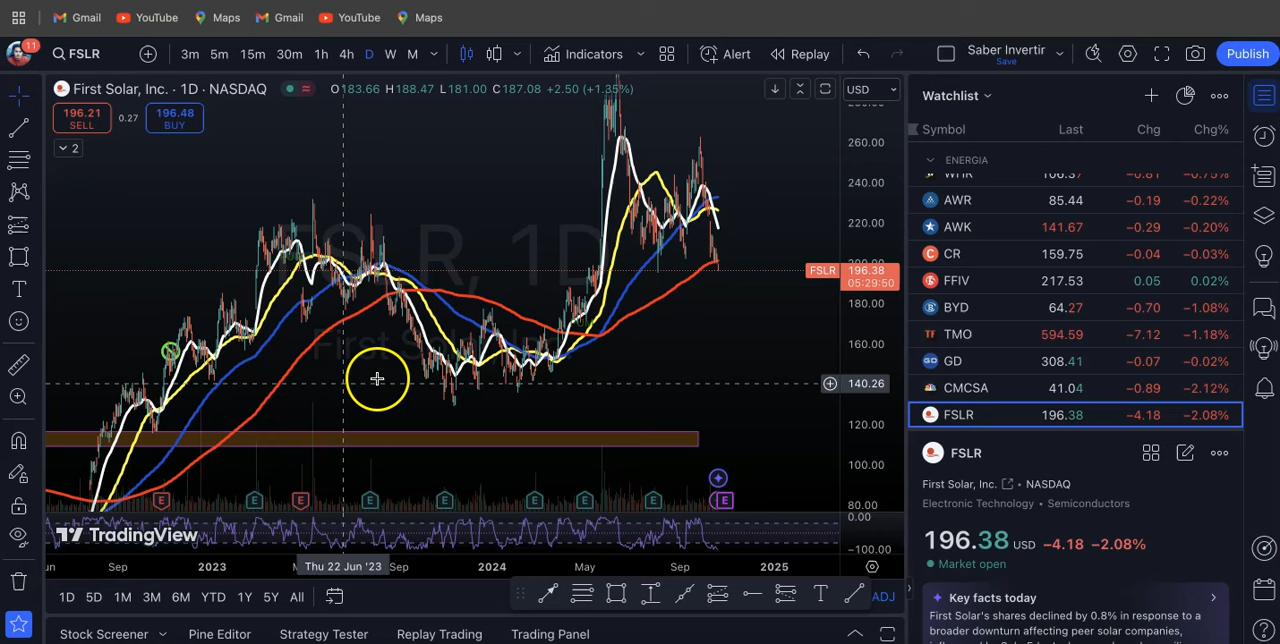 Gmail YouTube Maps Gmail YouTube Maps
11 FSLR 3m 5m 15m 30m 1h 4h D W M Indicators Alert Replay Saber Invertir Save Publish
First Solar, Inc. · 1D · NASDAQ O183.66 H188.47 L181.00 C187.08 +2.50 (+1.35%) USD
196.21 SELL 0.27 196.48 BUY
2
FSLR, 1D
First Solar
260.00
240.00
220.00
FSLR 196.38
05:29:50
180.00
160.00
140.26
120.00
100.00
80.00
E E E E E E E E E
0.00
TradingView
−100.00
Sep 2023 Thu 22 Jun '23 Sep 2024 May Sep 2025
1D 5D 1M 3M 6M YTD 1Y 5Y All T ADJ
Stock Screener Pine Editor Strategy Tester Replay Trading Trading Panel
Watchlist
Symbol Last Chg Chg%
ENERGIA
AWR 85.44 −0.19 −0.22%
AWK 141.67 −0.29 −0.20%
CR 159.75 −0.04 −0.03%
FFIV 217.53 0.05 0.02%
BYD 64.27 −0.70 −1.08%
TMO 594.59 −7.12 −1.18%
GD 308.41 −0.07 −0.02%
CMCSA 41.04 −0.89 −2.12%
FSLR 196.38 −4.18 −2.08%
FSLR
First Solar, Inc. • NASDAQ
Electronic Technology • Semiconductors
196.38 USD −4.18 −2.08%
Market open
Key facts today
First Solar's shares declined by 0.8% in response to a
broader downturn affecting peer solar companies,